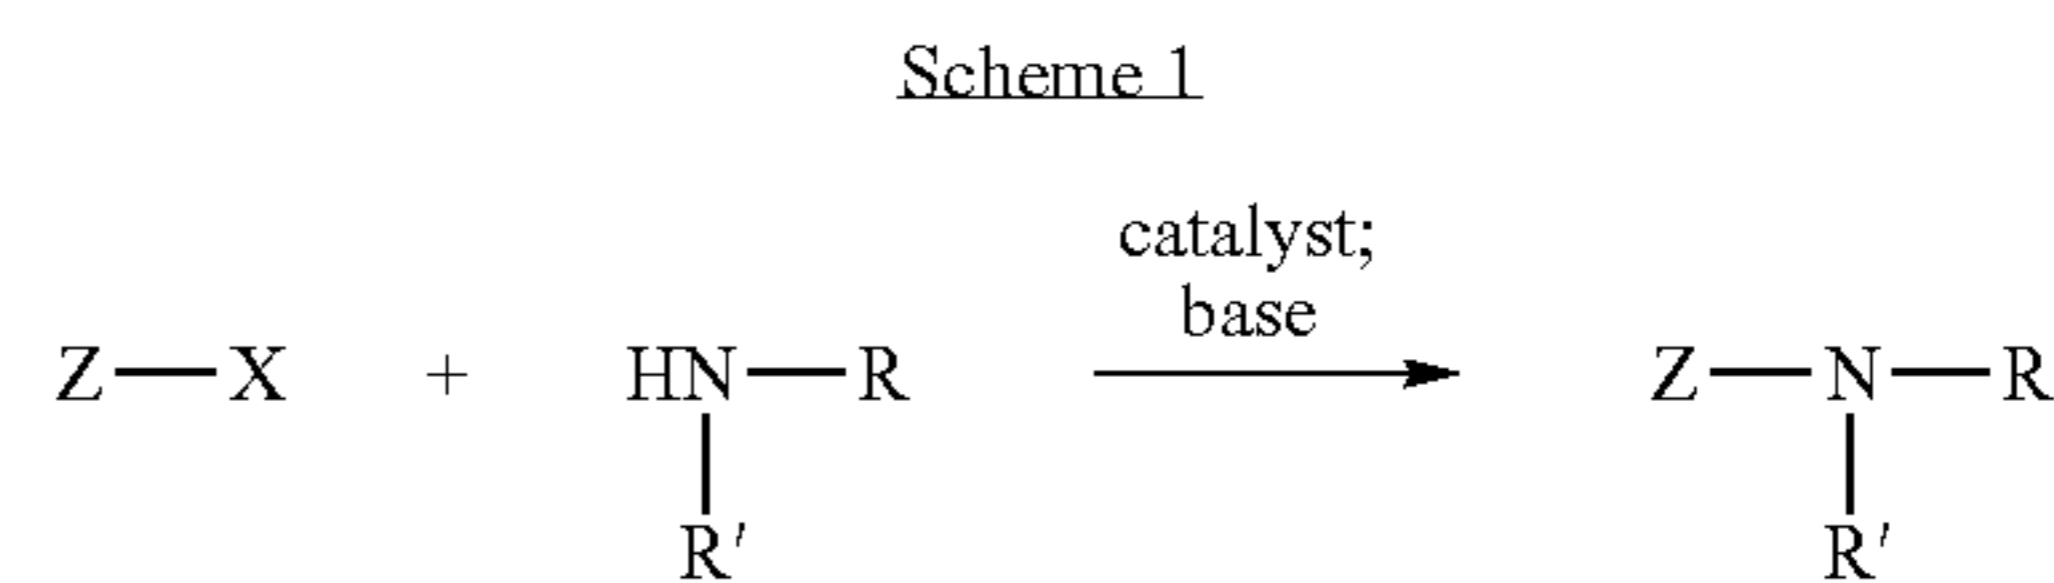 Scheme 1
catalyst;
base
Z—X + HN—R Z—N—R
R' R'